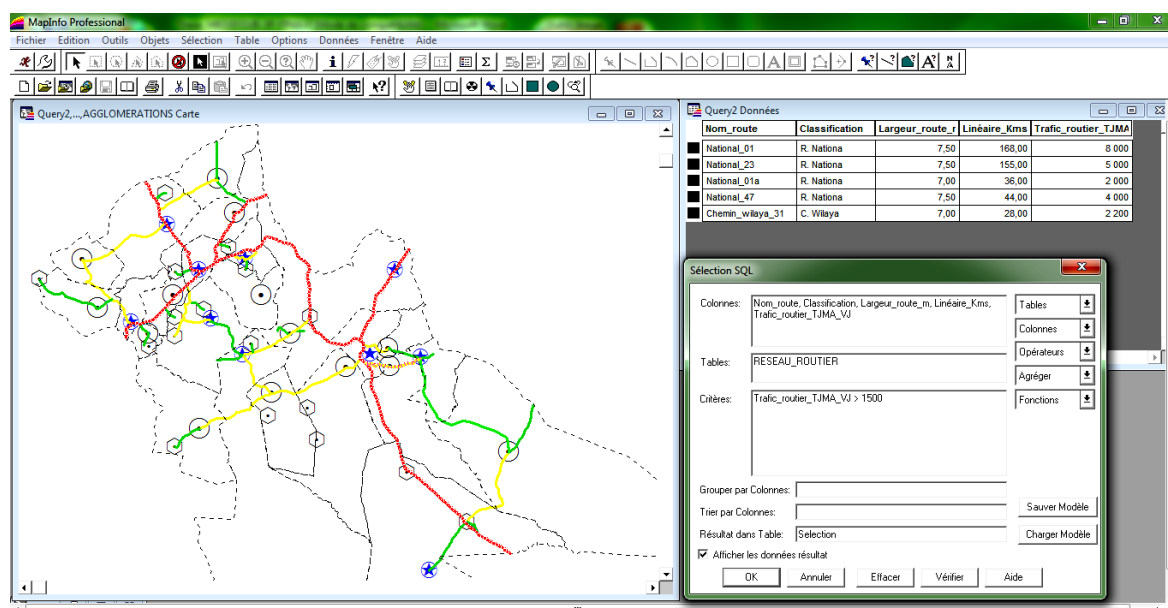 MapInfo Professional
Fichier Edition Outils Objets Sélection Table Options Données Fenêtre Aide
Query2,...,AGGLOMERATIONS Carte
Query2 Données
Nom_route Classification Largeur_route_r Linéaire_Kms Trafic_routier_TJMA
National_01 R. Nationa 7,50 168,00 8 000
National_23 R. Nationa 7,50 155,00 5 000
National_01a R. Nationa 7,00 36,00 2 000
National_47 R. Nationa 7,50 44,00 4 000
Chemin_wilaya_31 C. Wilaya 7,00 28,00 2 200
Sélection SQL
Colonnes: Nom_route, Classification, Largeur_route_m, Linéaire_Kms,
Trafic_routier_TJMA_VJ
Tables
Colonnes
Opérateurs
Tables: RESEAU_ROUTIER
Agréger
Critères: Trafic_routier_TJMA_VJ > 1500
Fonctions
Grouper par Colonnes:
Trier par Colonnes:
Sauver Modèle
Résultat dans Table: Selection
Charger Modèle
Afficher les données résultat
OK Annuler Effacer Vérifier Aide